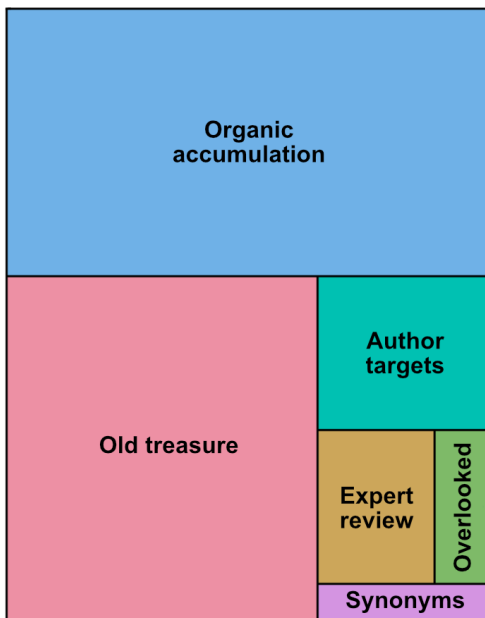 Organic
accumulation
Old treasure
Author
targets
Expert
review
Overlooked
Synonyms